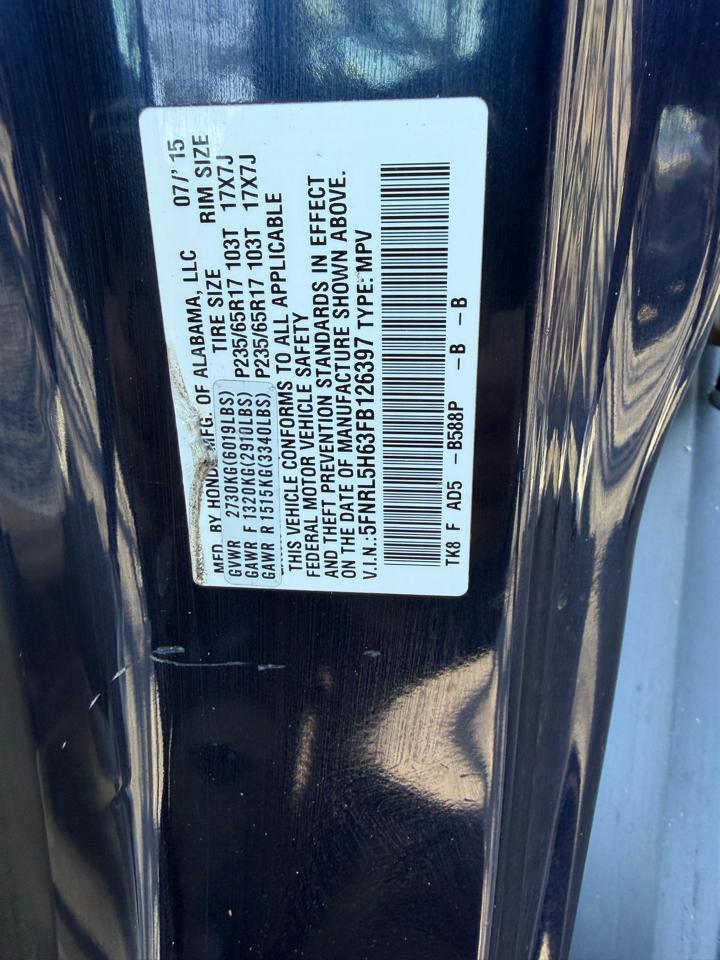 MFD. BY HONDA MFG. OF ALABAMA, LLC 07/' 15
TIRE SIZE RIM SIZE
GVWR 2730KG(6019LBS)
GAWR F 1320KG(2910LBS) P235/65R17 103T 17X7J
GAWR R 1515KG(3340LBS) P235/65R17 103T 17X7J
THIS VEHICLE CONFORMS TO ALL APPLICABLE
FEDERAL MOTOR VEHICLE SAFETY
AND THEFT PREVENTION STANDARDS IN EFFECT
ON THE DATE OF MANUFACTURE SHOWN ABOVE.
V.I.N.:5FNRL5H63FB126397 TYPE: MPV
TK8 F AD5 -B588P -B -B